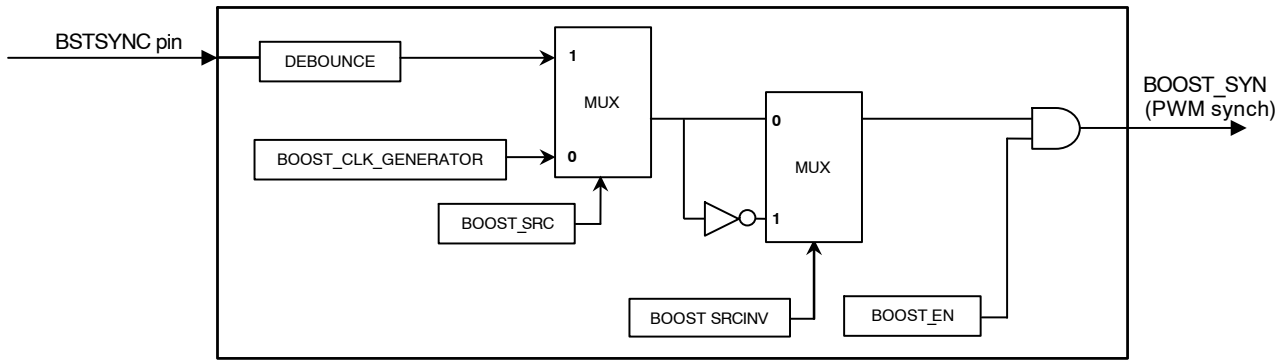 BSTSYNC pin
DEBOUNCE
1
MUX
BOOST_CLK_GENERATOR
0
BOOST_SRC
0
MUX
1
BOOST SRCINV
BOOST_EN
BOOST_SYN
(PWM synch)